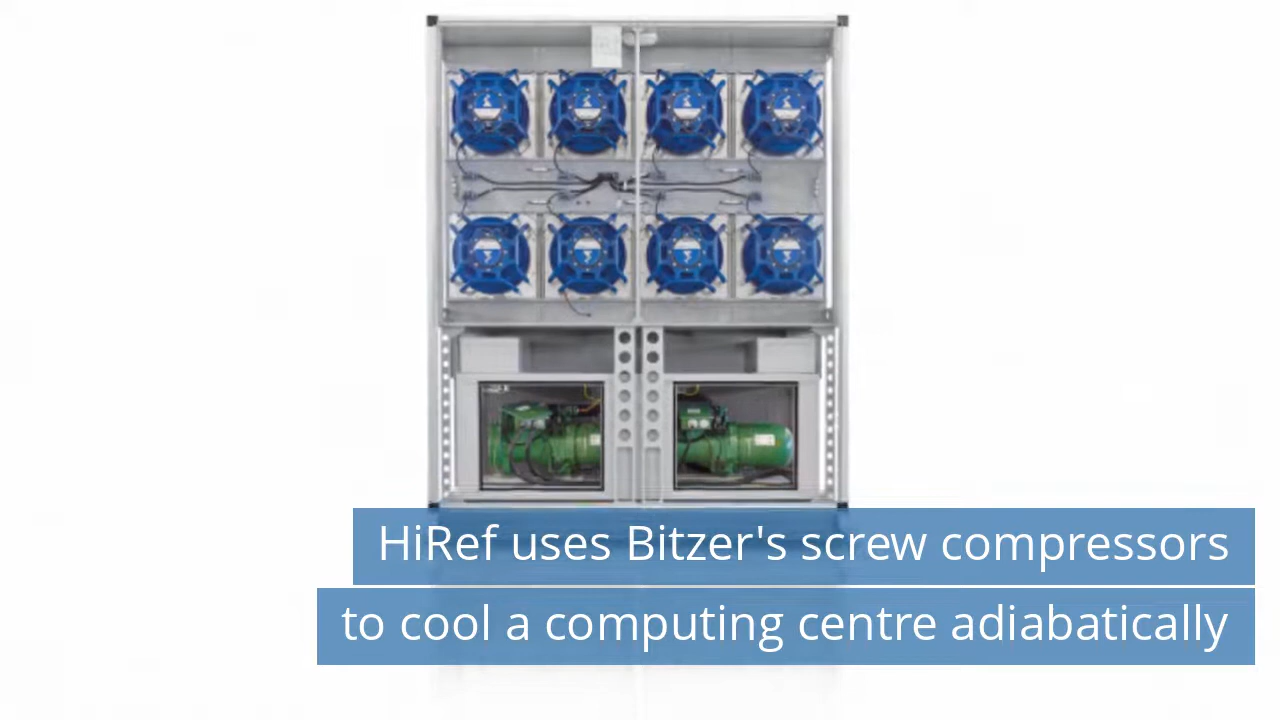 HiRef uses Bitzer's screw compressors
to cool a computing centre adiabatically